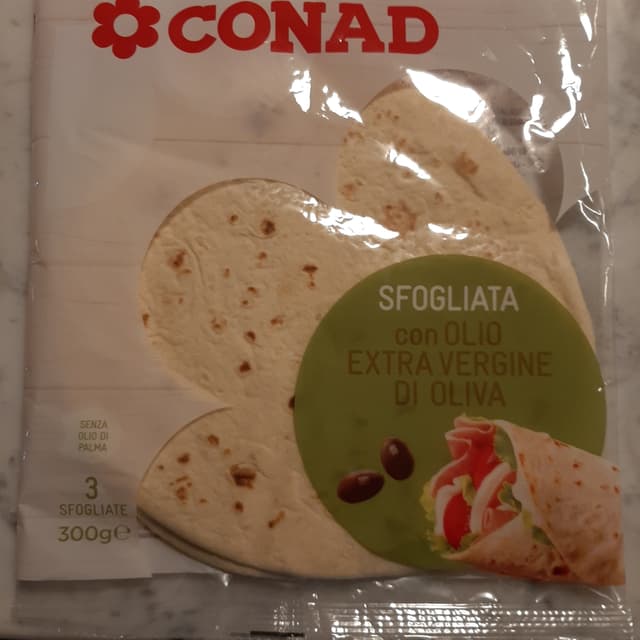 CONAD
SFOGLIATA
con OLIO
EXTRA VERGINE
DI OLIVA
SENZA
OLIO DI
PALMA
3
SFOGLIATE
300g℮